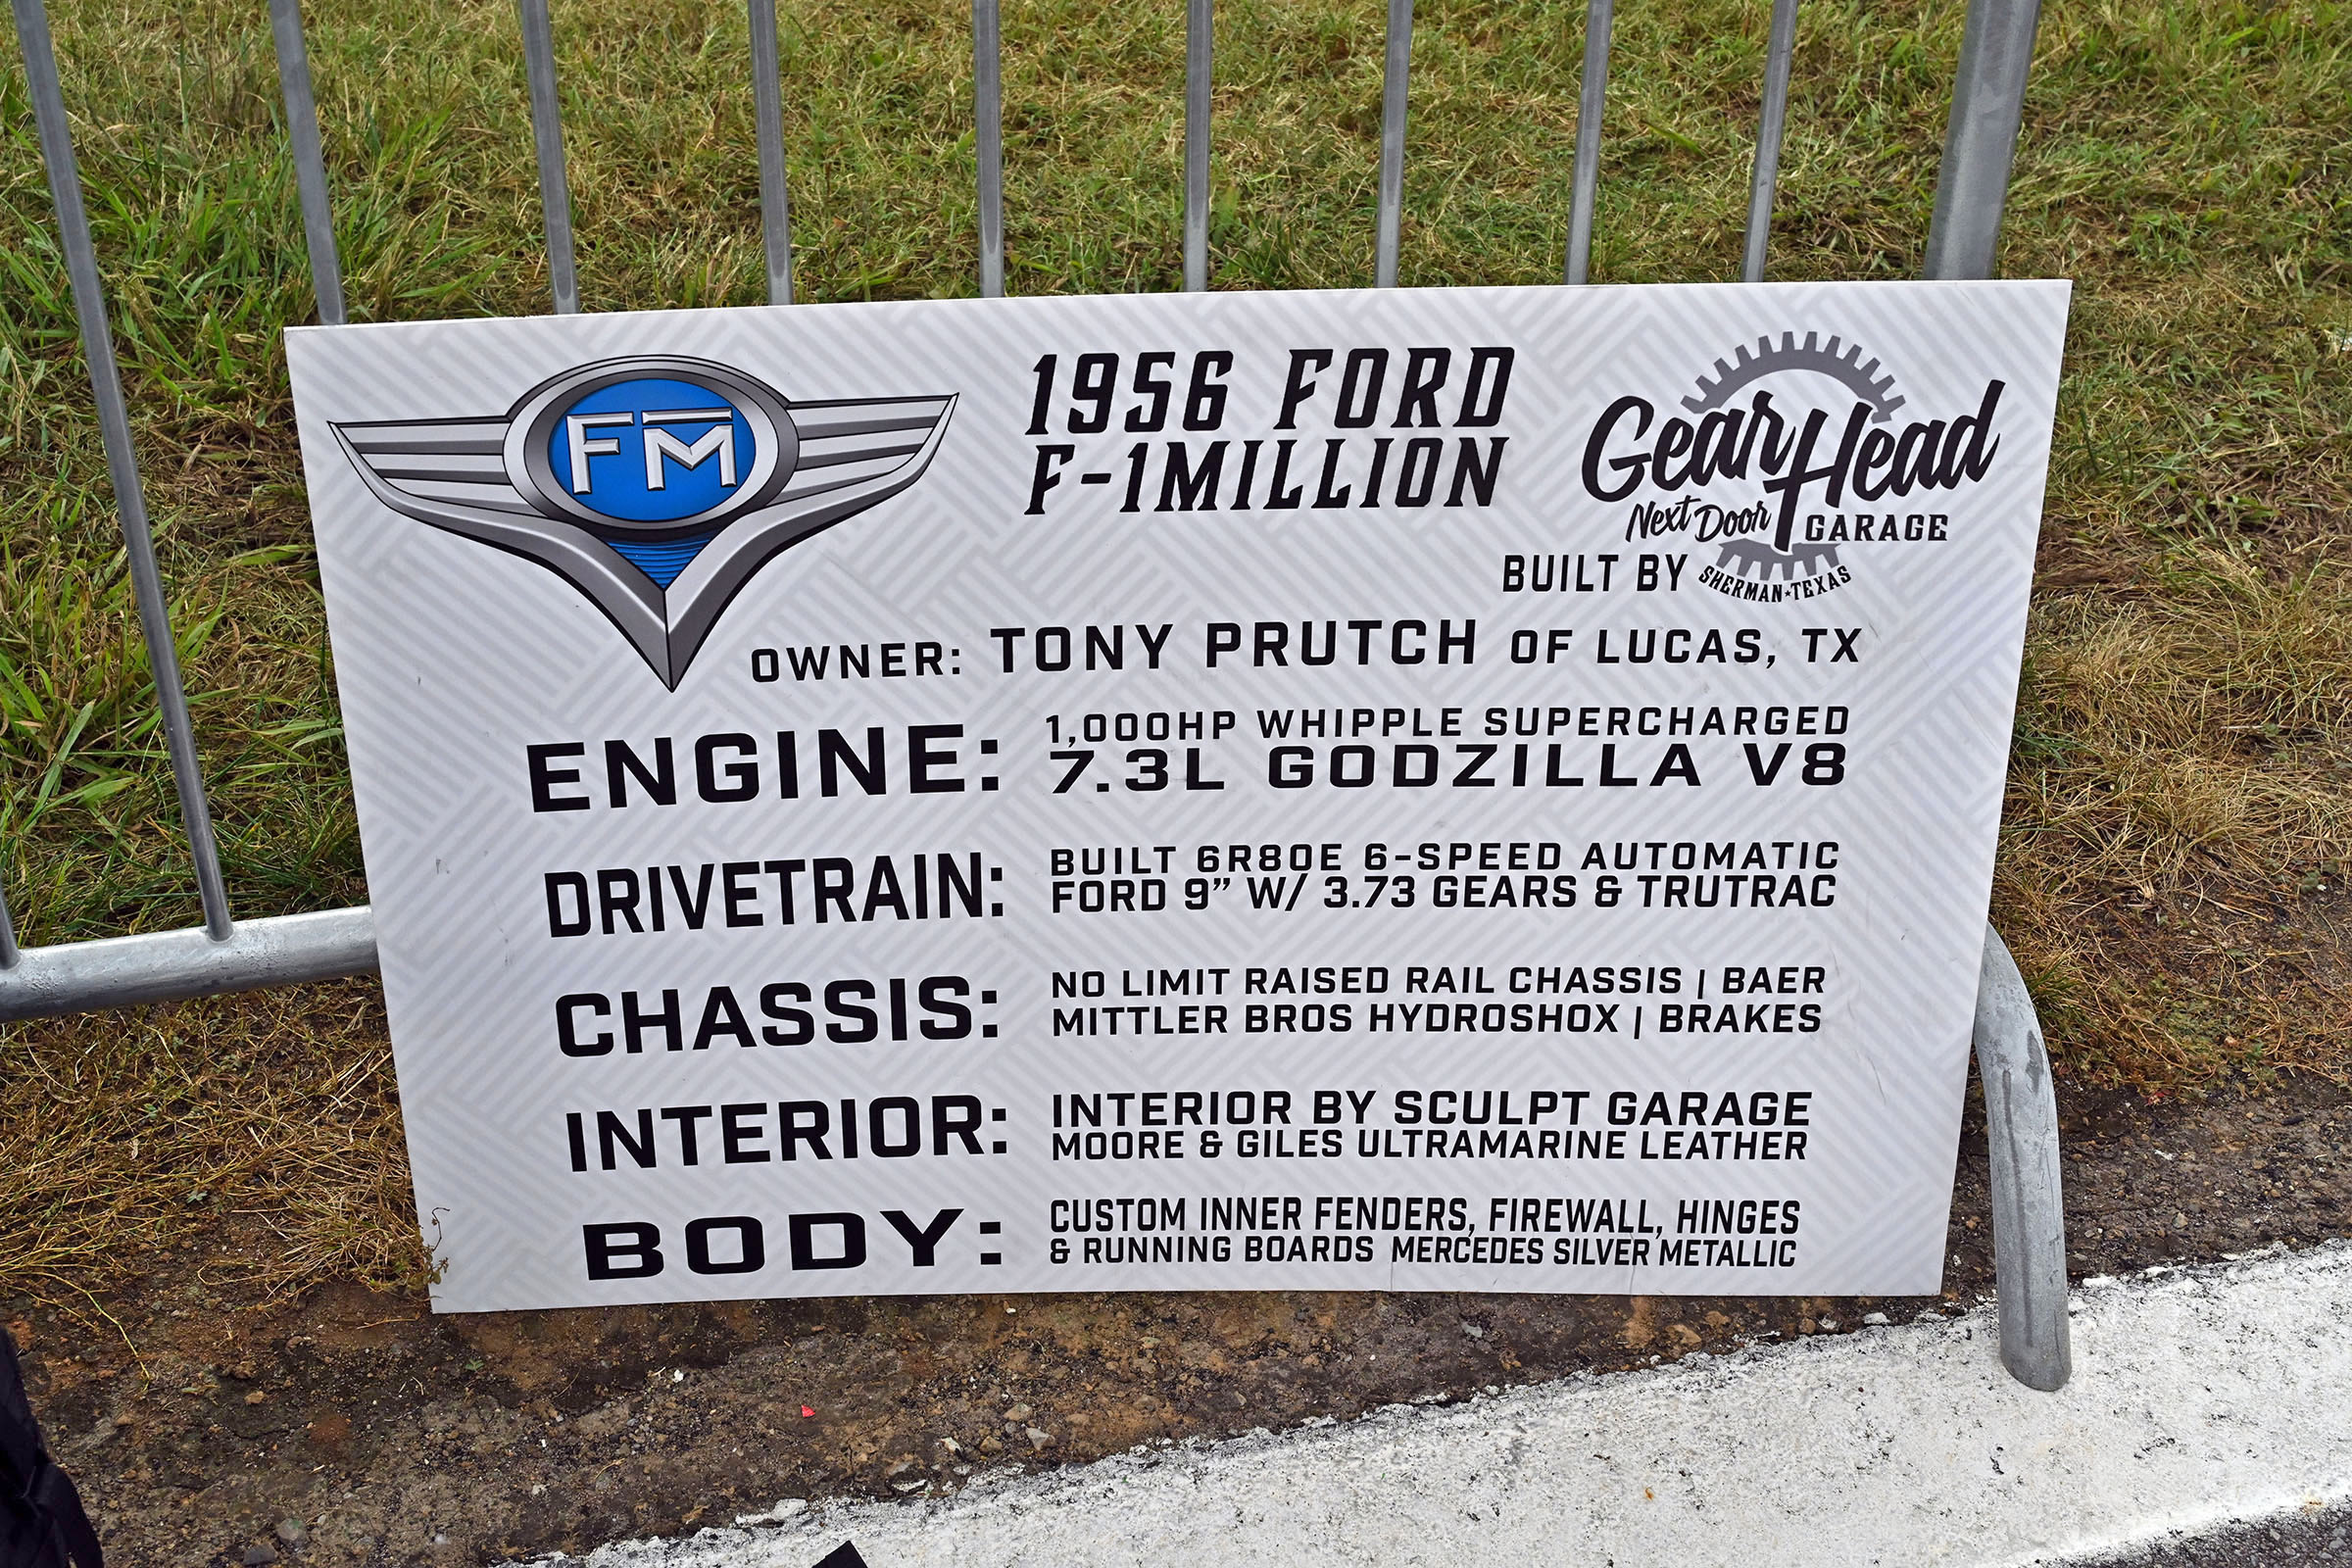 FM
1956 FORD
F-1MILLION
GearHead
Next Door GARAGE
SHERMAN★TEXAS
BUILT BY
OWNER: TONY PRUTCH OF LUCAS, TX
ENGINE: 1,000HP WHIPPLE SUPERCHARGED
7.3L GODZILLA V8
DRIVETRAIN: BUILT 6R80E 6-SPEED AUTOMATIC
FORD 9” W/ 3.73 GEARS & TRUTRAC
CHASSIS: NO LIMIT RAISED RAIL CHASSIS | BAER
MITTLER BROS HYDROSHOX | BRAKES
INTERIOR: INTERIOR BY SCULPT GARAGE
MOORE & GILES ULTRAMARINE LEATHER
BODY: CUSTOM INNER FENDERS, FIREWALL, HINGES
& RUNNING BOARDS MERCEDES SILVER METALLIC